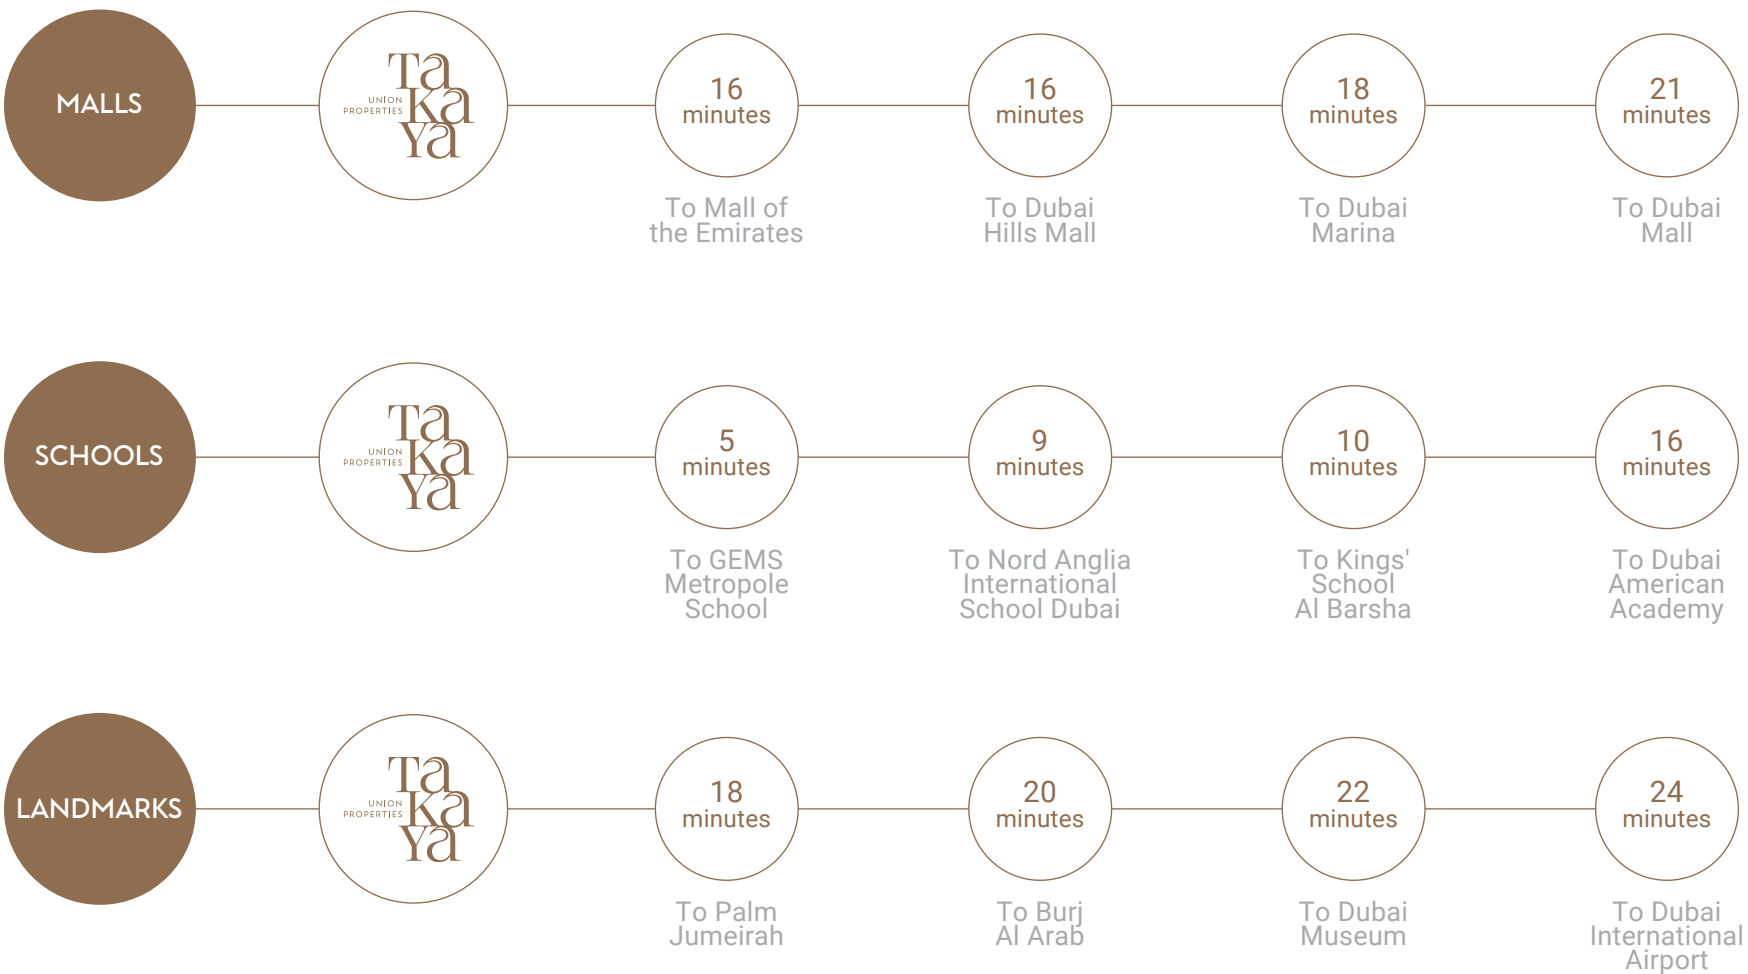 MALLS
UNION
PROPERTIES
Ta
Ka
Ya
16
minutes
To Mall of
the Emirates
16
minutes
To Dubai
Hills Mall
18
minutes
To Dubai
Marina
21
minutes
To Dubai
Mall
SCHOOLS
UNION
PROPERTIES
Ta
Ka
Ya
5
minutes
To GEMS
Metropole
School
9
minutes
To Nord Anglia
International
School Dubai
10
minutes
To Kings'
School
Al Barsha
16
minutes
To Dubai
American
Academy
LANDMARKS
UNION
PROPERTIES
Ta
Ka
Ya
18
minutes
To Palm
Jumeirah
20
minutes
To Burj
Al Arab
22
minutes
To Dubai
Museum
24
minutes
To Dubai
International
Airport